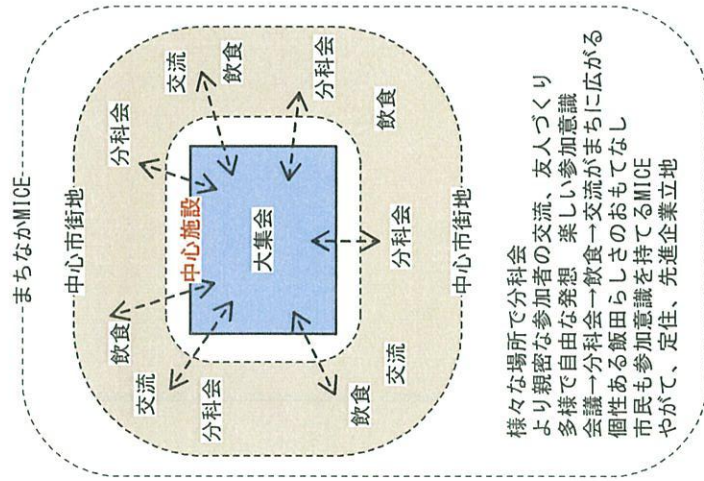 まちなかMICE
中心市街地
分科会
交流
飲食
分科会
飲食
中心施設
大集会
分科会
飲食
交流
分科会
飲食
交流
中心市街地
様々な場所で分科会
より親密な参加者の交流、友人づくり
多様で自由な発想 楽しい参加意識
会議→分科会→飲食→交流がまちに広がる
個性ある飯田らしさのおもてなし
市民も参加意識を持てるMICE
やがて、定住、先進企業立地